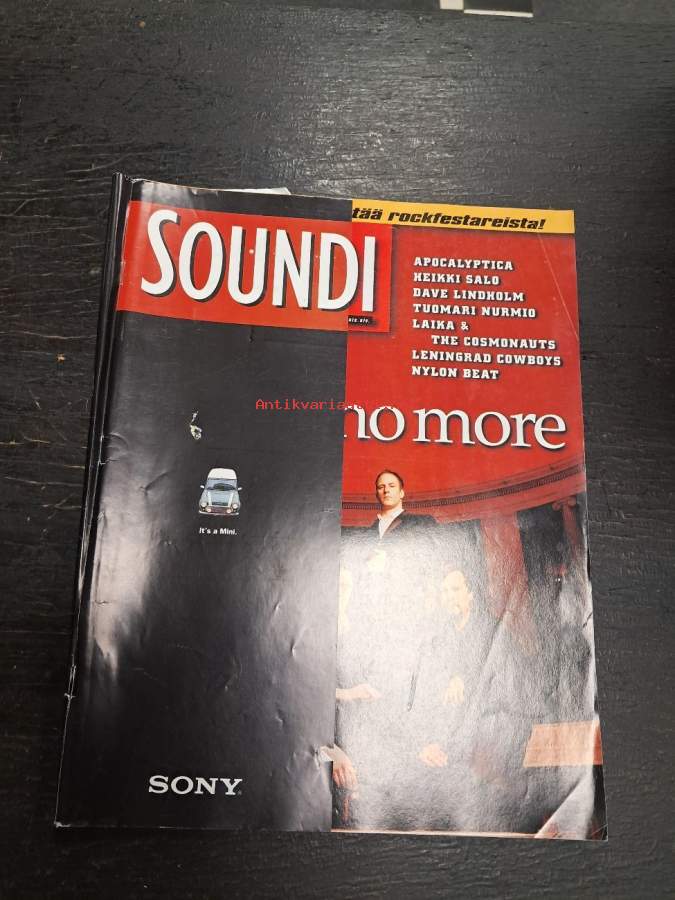 tää rockfestareista!
SOUNDI
APOCALYPTICA
HEIKKI SALO
DAVE LINDHOLM
TUOMARI NURMIO
LAIKA &
THE COSMONAUTS
LENINGRAD COWBOYS
NYLON BEAT
no more
It's a Mini.
SONY